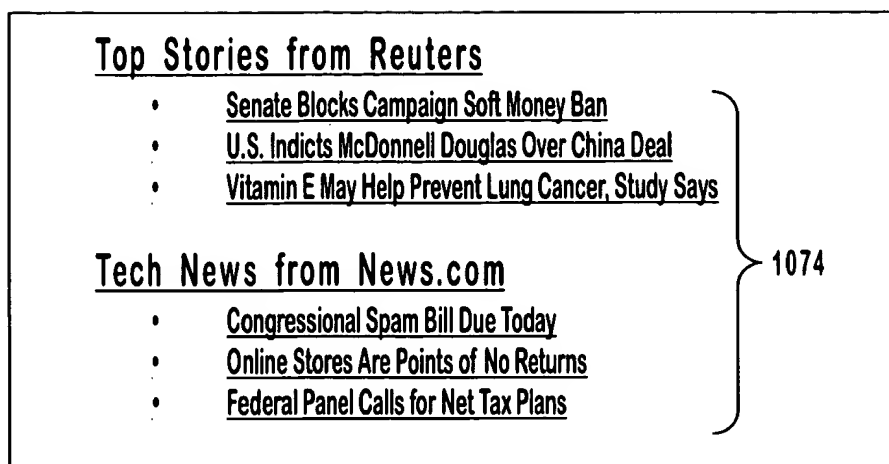 Top Stories from Reuters
• Senate Blocks Campaign Soft Money Ban
• U.S. Indicts McDonnell Douglas Over China Deal
• Vitamin E May Help Prevent Lung Cancer, Study Says
1074
Tech News from News.com
• Congressional Spam Bill Due Today
• Online Stores Are Points of No Returns
• Federal Panel Calls for Net Tax Plans